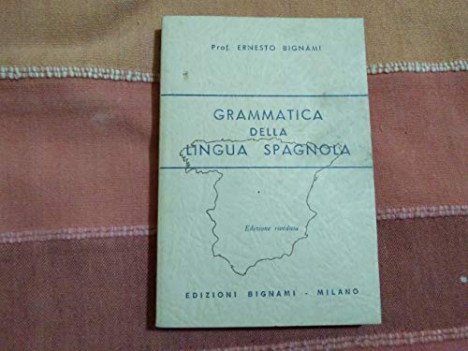 Prof. ERNESTO BIGNAMI
GRAMMATICA
DELLA
LINGUA SPAGNOLA
Edizione riveduta
EDIZIONI BIGNAMI - MILANO